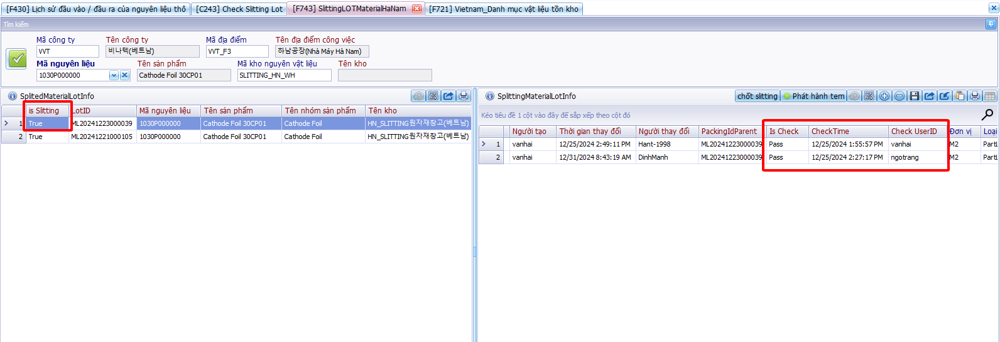 [F430] Lịch sử đầu vào / đầu ra của nguyên liệu thô [C243] Check Slitting Lot [F743] SlittingLOTMaterialHaNam [F721] Vietnam_Danh mục vật liệu tồn kho
Tìm kiếm
Mã công ty Tên công ty Mã địa điểm Tên địa điểm công việc
VVT 비나텍(베트남) VVT_F3 하남공장(Nhà Máy Hà Nam)
Mã nguyên liệu Tên sản phẩm Mã kho nguyên vật liệu Tên kho
1030P000000 Cathode Foil 30CP01 SLITTING_HN_WH
SplitedMaterialLotInfo
is Slitting LotID Mã nguyên liệu Tên sản phẩm Tên nhóm sản phẩm Tên kho
1 True ML20241223000039 1030P000000 Cathode Foil 30CP01 Cathode Foil HN_SLITTING원자재창고(베트남)
2 True ML20241221000105 1030P000000 Cathode Foil 30CP01 Cathode Foil HN_SLITTING원자재창고(베트남)
SplittingMaterialLotInfo chốt slitting Phát hành tem
Kéo tiêu đề 1 cột vào đây để sắp xếp theo cột đó
Người tạo Thời gian thay đổi Người thay đổi PackingIdParent Is Check CheckTime Check UserID Đơn vị Loại
1 vanhai 12/25/2024 2:49:11 PM Hant-1998 ML20241223000039 Pass 12/25/2024 1:55:57 PM vanhai M2 PartL
2 vanhai 12/31/2024 8:43:19 AM DinhManh ML20241223000039 Pass 12/25/2024 2:27:17 PM ngotrang M2 PartL